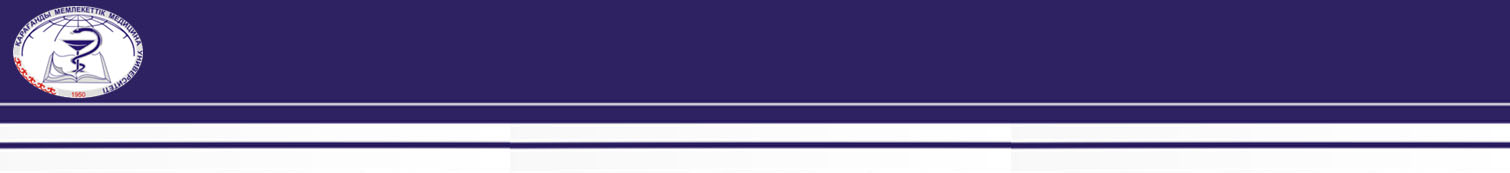 ҚАРАҒАНДЫ МЕМЛЕКЕТТІК МЕДИЦИНА УНИВЕРСИТЕТІ
1950